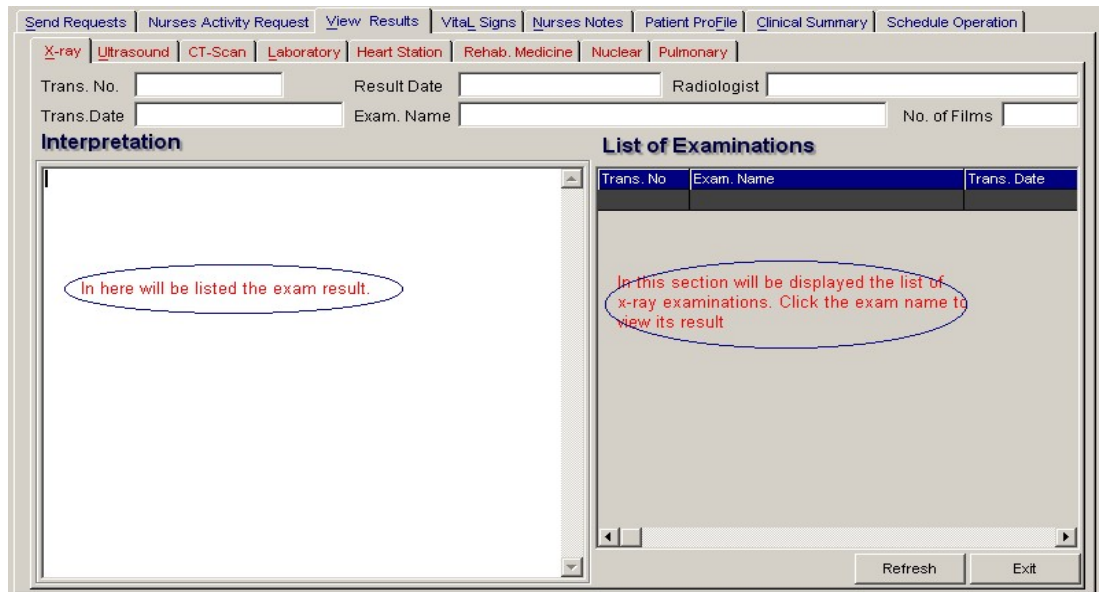 Send Requests Nurses Activity Request View Results VitaL Signs Nurses Notes Patient ProFile Clinical Summary Schedule Operation
X-ray Ultrasound CT-Scan Laboratory Heart Station Rehab. Medicine Nuclear Pulmonary
Trans. No. Result Date Radiologist
Trans.Date Exam. Name No. of Films
Interpretation
List of Examinations
Trans. No Exam. Name Trans. Date
In here will be listed the exam result.
In this section will be displayed the list of
x-ray examinations. Click the exam name to
view its result
Refresh Exit